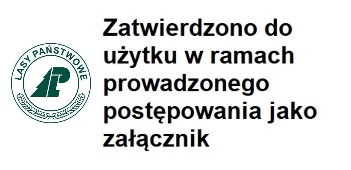 LASY PAŃSTWOWE
Zatwierdzono do
użytku w ramach
prowadzonego
postępowania jako
załącznik